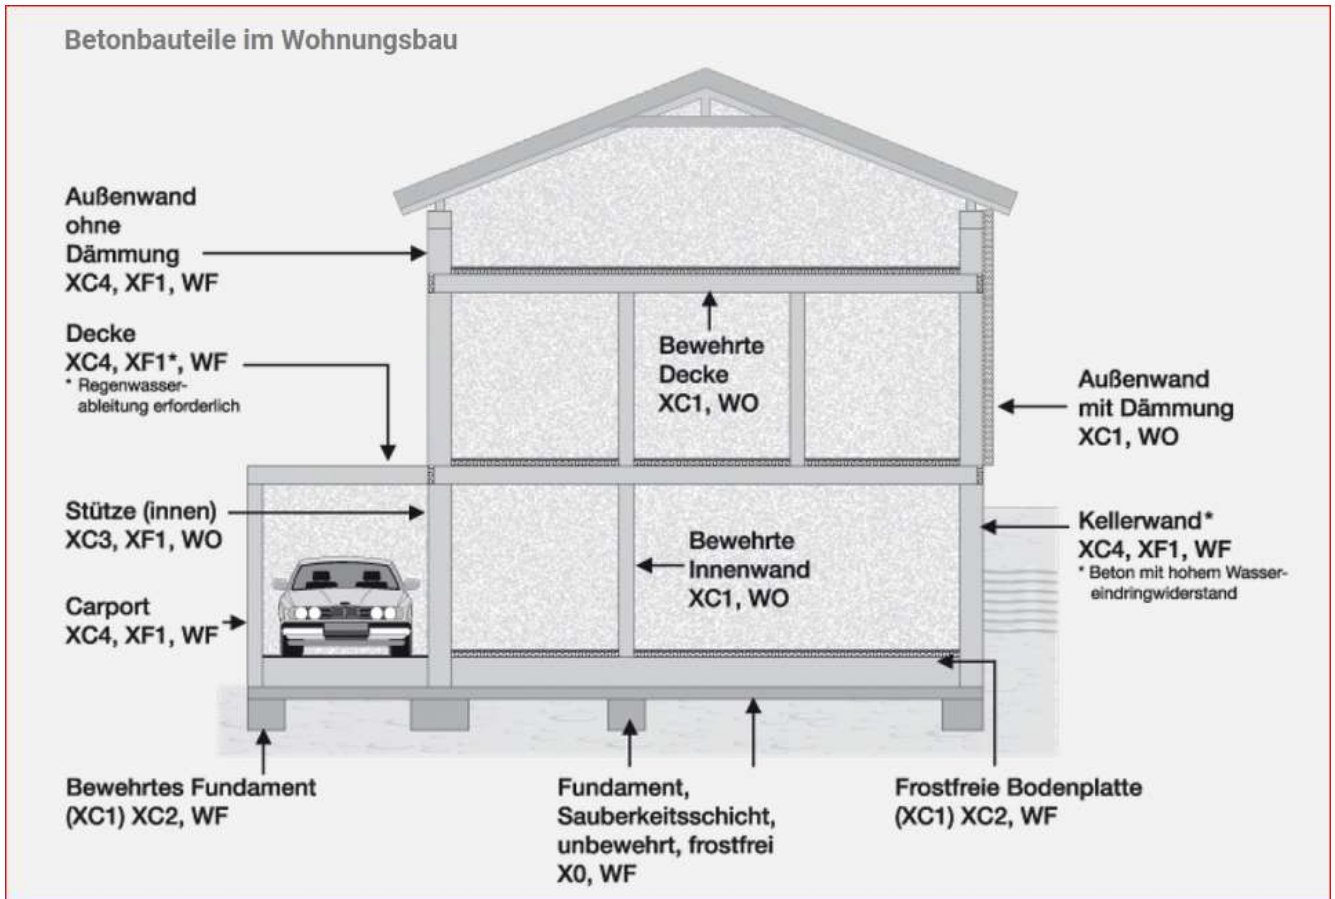 Betonbauteile im Wohnungsbau
Außenwand
ohne
Dämmung
XC4, XF1, WF
Decke
XC4, XF1*, WF
* Regenwasser-
ableitung erforderlich
Stütze (innen)
XC3, XF1, WO
Carport
XC4, XF1, WF
Bewehrte
Decke
XC1, WO
Bewehrte
Innenwand
XC1, WO
Außenwand
mit Dämmung
XC1, WO
Kellerwand*
XC4, XF1, WF
* Beton mit hohem Wasser-
eindringwiderstand
Bewehrtes Fundament
(XC1) XC2, WF
Fundament,
Sauberkeitsschicht,
unbewehrt, frostfrei
X0, WF
Frostfreie Bodenplatte
(XC1) XC2, WF